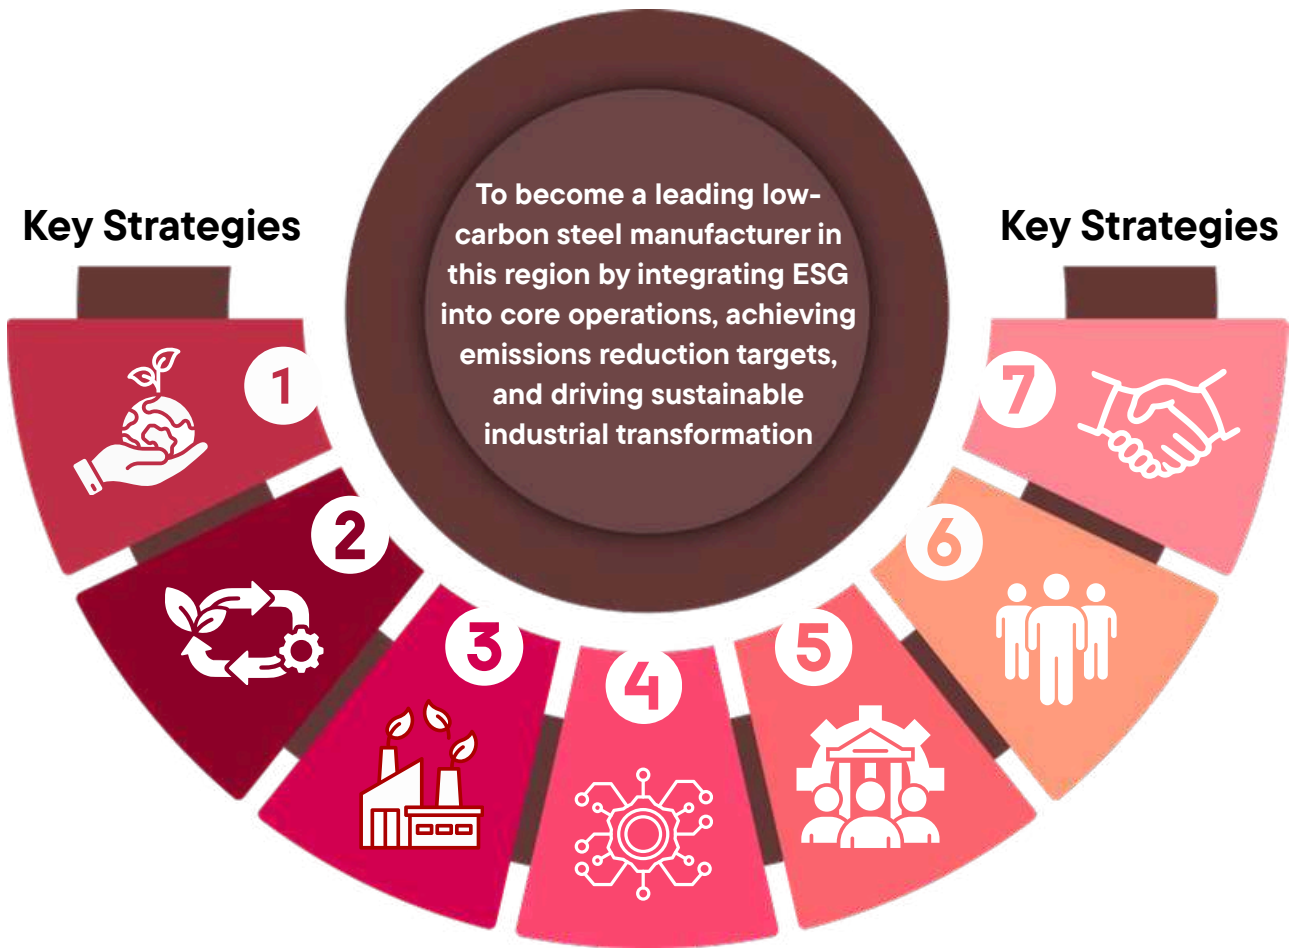 To become a leading low-
carbon steel manufacturer in
this region by integrating ESG
into core operations, achieving
emissions reduction targets,
and driving sustainable
industrial transformation
Key Strategies
Key Strategies
1
2
3
4
5
6
7